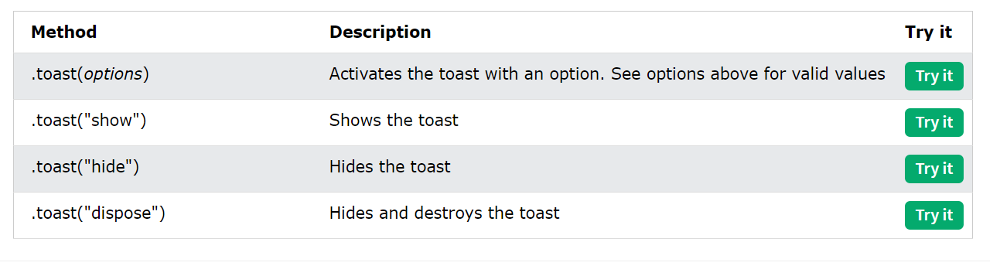 Method Description Try it
.toast(options) Activates the toast with an option. See options above for valid values Try it
.toast("show") Shows the toast Try it
.toast("hide") Hides the toast Try it
.toast("dispose") Hides and destroys the toast Try it